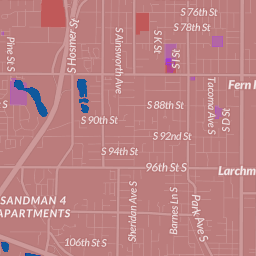 S 76th St
S 78th St
Pine St S
S Hosmer St
S Ainsworth Ave
S K St
S I St
Fern
S
S 88th St
Tacoma Ave S
S 90th St
S D St
S 92nd St
S 94th St
96th St S
Larchm
SANDMAN 4
APARTMENTS
Sheridan Ave S
Barnes Ln S
Park Ave S
106th St S